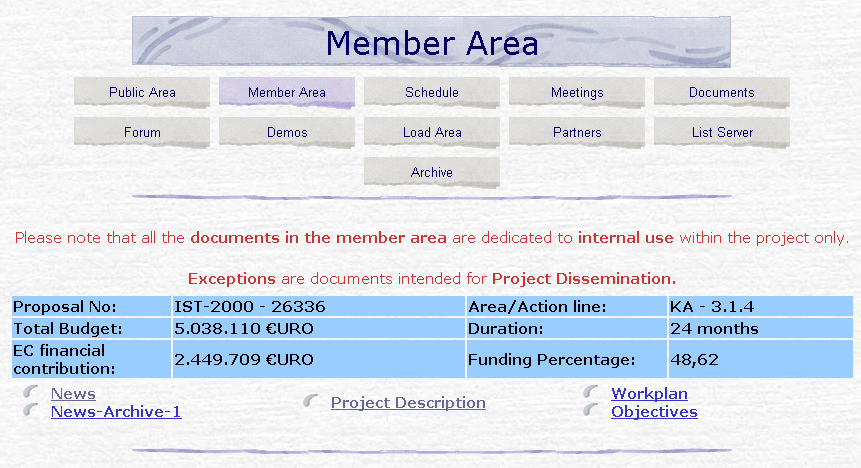 Member Area
Public Area Member Area Schedule Meetings Documents
Forum Demos Load Area Partners List Server
Archive
Please note that all the documents in the member area are dedicated to internal use within the project only.
Exceptions are documents intended for Project Dissemination.
Proposal No: IST-2000 - 26336 Area/Action line: KA - 3.1.4
Total Budget: 5.038.110 €URO Duration: 24 months
EC financial contribution: 2.449.709 €URO Funding Percentage: 48,62
News
News-Archive-1
Project Description
Workplan
Objectives